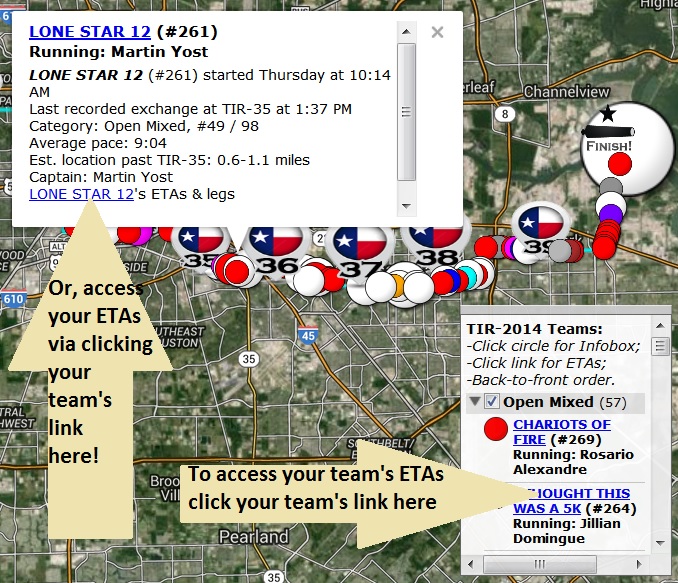 LONE STAR 12 (#261)
Running: Martin Yost
LONE STAR 12 (#261) started Thursday at 10:14
AM
Last recorded exchange at TIR-35 at 1:37 PM
Category: Open Mixed, #49 / 98
Average pace: 9:04
Est. location past TIR-35: 0.6-1.1 miles
Captain: Martin Yost
LONE STAR 12's ETAs & legs
Channelview
8
FINISH!
35
36
37
38
39
610
45
35
Or, access
your ETAs
via clicking
your
team's
link
here!
To access your team's ETAs
click your team's link here
Pearland
35
TIR-2014 Teams:
-Click circle for Infobox;
-Click link for ETAs;
-Back-to-front order.
Open Mixed (57)
CHARIOTS OF
FIRE (#269)
Running: Rosario
Alexandre
HOUGHT THIS
WAS A 5K (#264)
Running: Jillian
Domingue